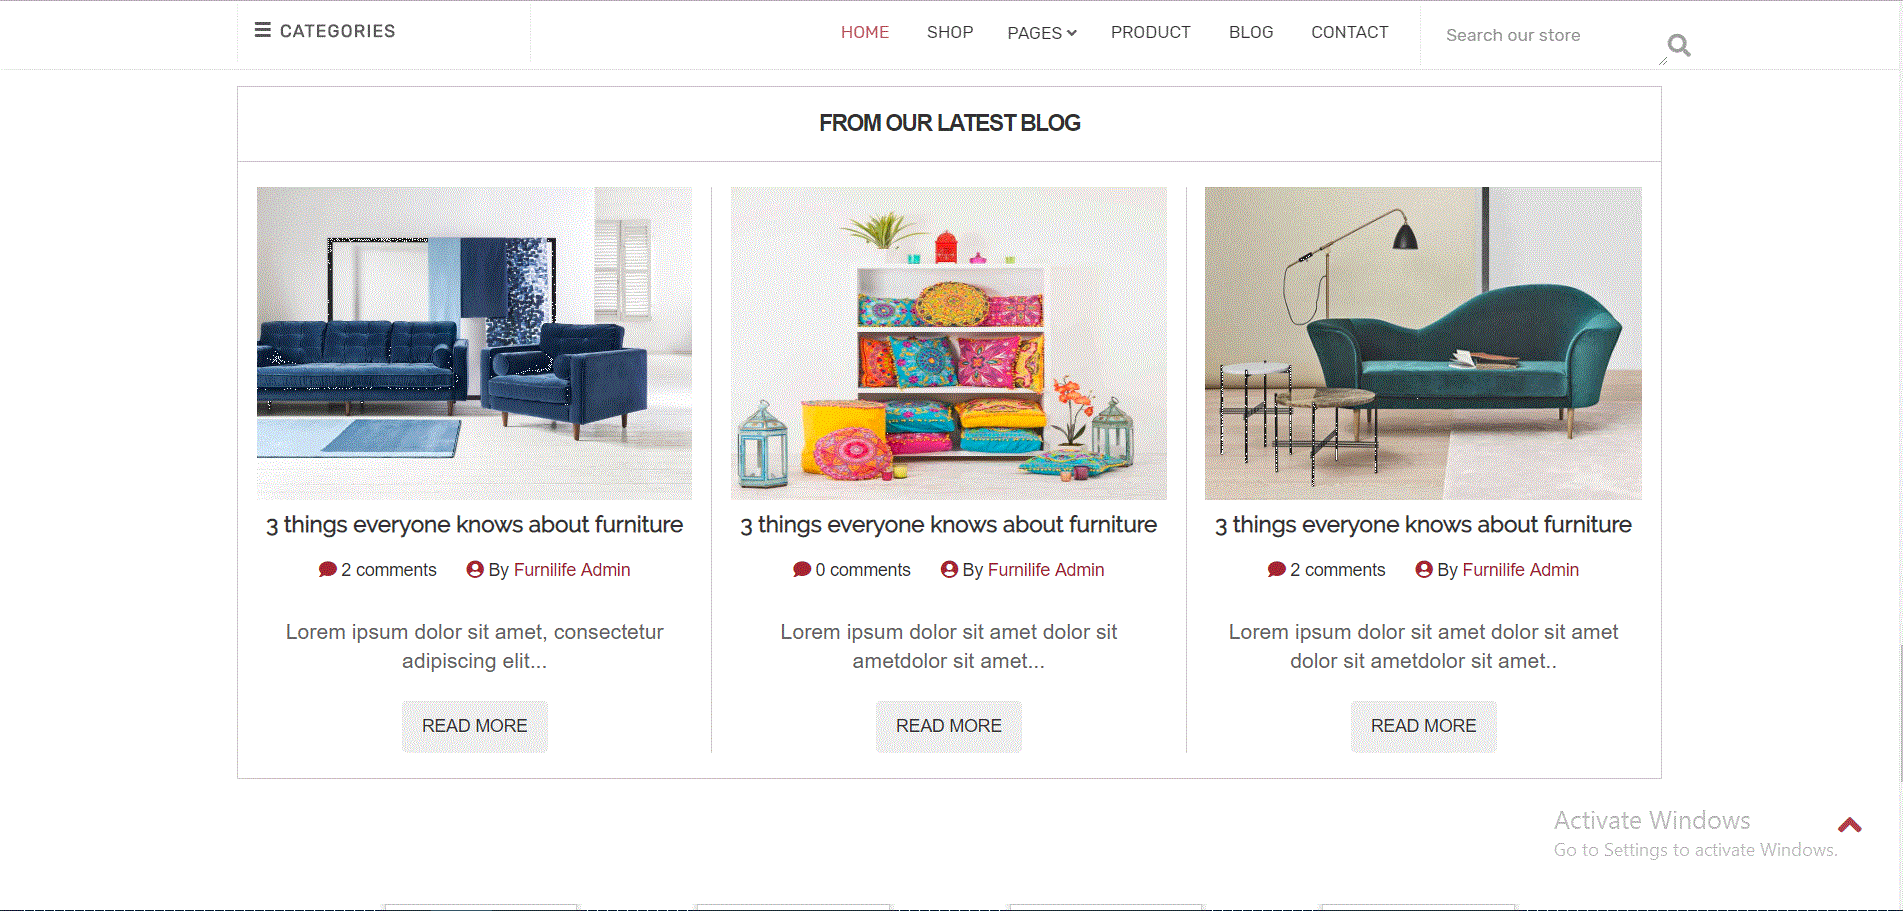 CATEGORIES
HOME
SHOP
PAGES
PRODUCT
BLOG
CONTACT
Search our store
FROM OUR LATEST BLOG
3 things everyone knows about furniture
2 comments
By Furnilife Admin
Lorem ipsum dolor sit amet, consectetur
adipiscing elit...
READ MORE
3 things everyone knows about furniture
0 comments
By Furnilife Admin
Lorem ipsum dolor sit amet dolor sit
ametdolor sit amet...
READ MORE
3 things everyone knows about furniture
2 comments
By Furnilife Admin
Lorem ipsum dolor sit amet dolor sit amet
dolor sit ametdolor sit amet..
READ MORE
Activate Windows
Go to Settings to activate Windows.